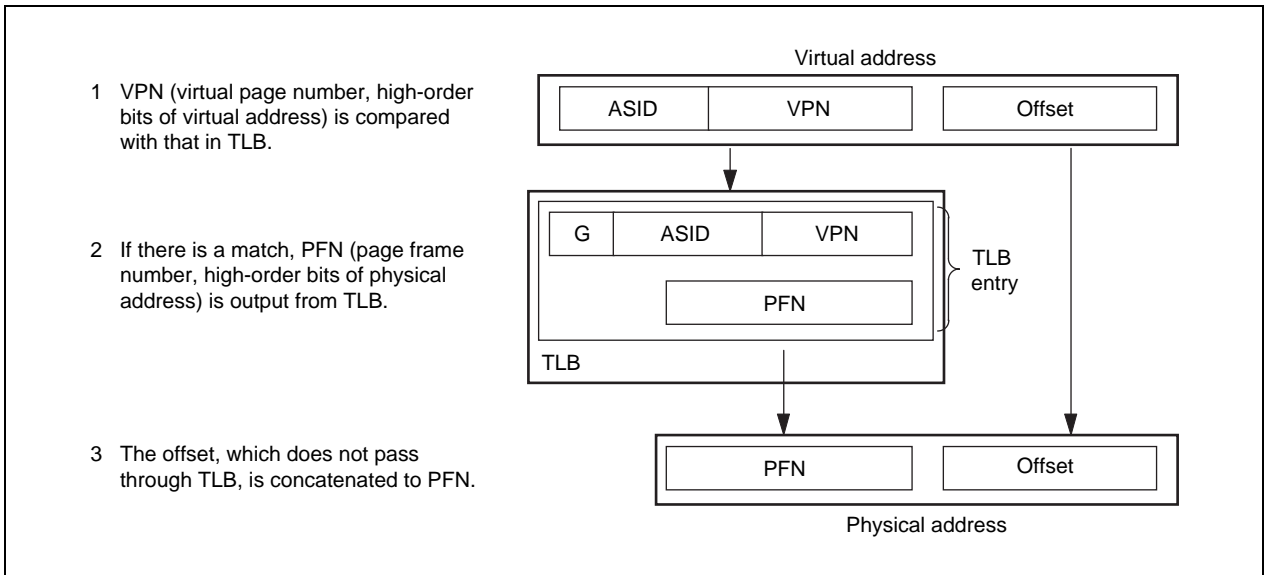 Virtual address
1 VPN (virtual page number, high-order
bits of virtual address) is compared
with that in TLB.
ASID VPN Offset
2 If there is a match, PFN (page frame
number, high-order bits of physical
address) is output from TLB.
G ASID VPN
PFN
TLB
entry
TLB
3 The offset, which does not pass
through TLB, is concatenated to PFN.
PFN Offset
Physical address